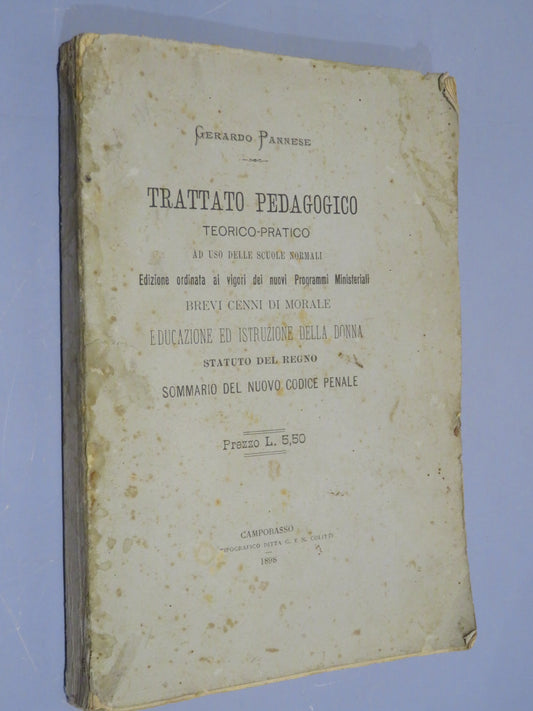 GERARDO PANNESE
TRATTATO PEDAGOGICO
TEORICO-PRATICO
AD USO DELLE SCUOLE NORMALI
Edizione ordinata ai vigori dei nuovi Programmi Ministeriali
BREVI CENNI DI MORALE
EDUCAZIONE ED ISTRUZIONE DELLA DONNA
STATUTO DEL REGNO
SOMMARIO DEL NUOVO CODICE PENALE
Prezzo L. 5,50
CAMPOBASSO
DITTA G. E N. COLITTI
1898